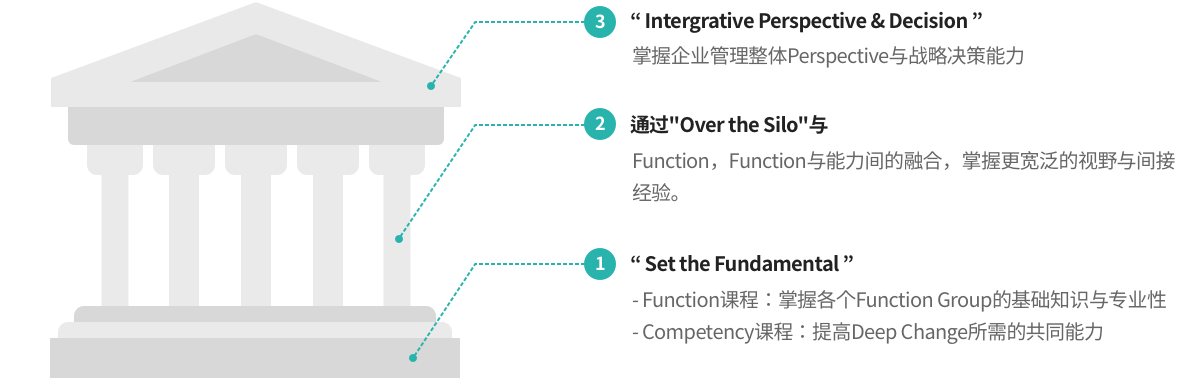 3 “ Intergrative Perspective & Decision ”
掌握企业管理整体Perspective与战略决策能力
2 通过"Over the Silo"与
Function，Function与能力间的融合，掌握更宽泛的视野与间接
经验。
1 “ Set the Fundamental ”
- Function课程：掌握各个Function Group的基础知识与专业性
- Competency课程：提高Deep Change所需的共同能力